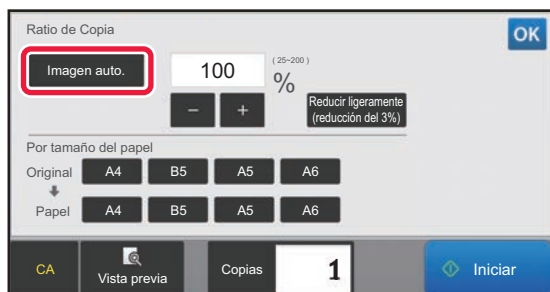 Ratio de Copia
OK
Imagen auto.
100
(25~200)
%
− +
Reducir ligeramente
(reducción del 3%)
Por tamaño del papel
Original A4 B5 A5 A6
Papel A4 B5 A5 A6
CA
Vista previa
Copias 1
Iniciar